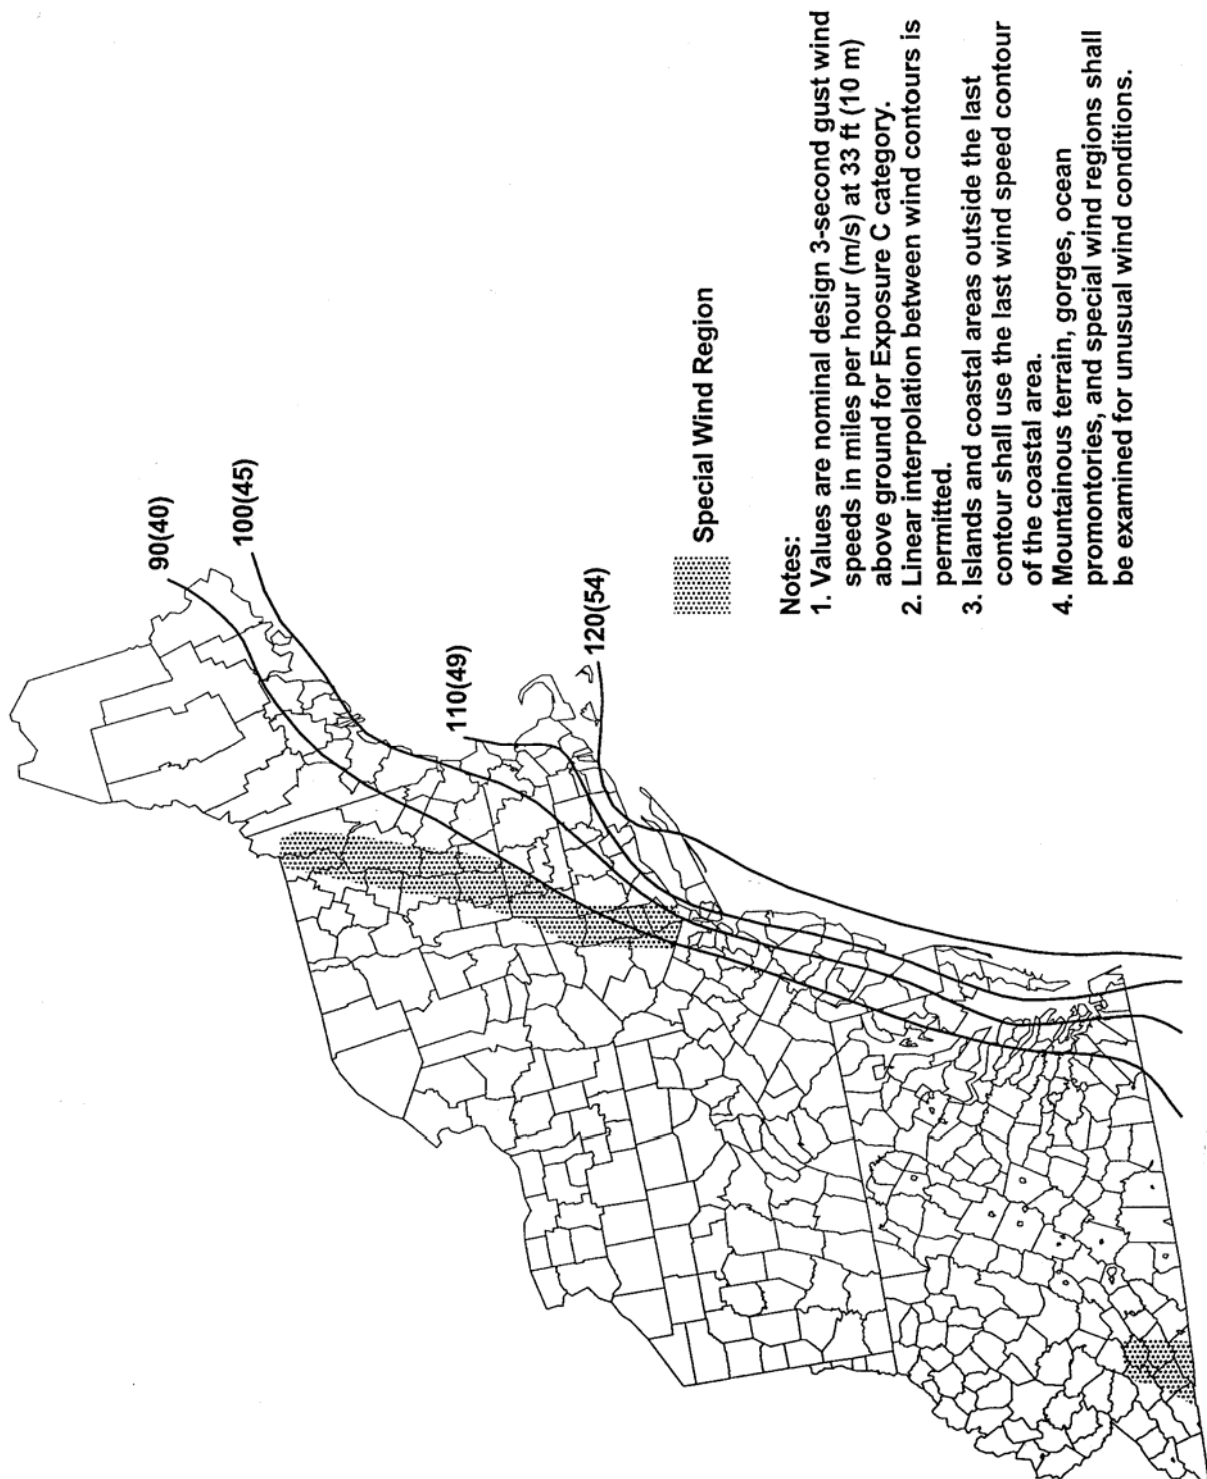 90(40)
100(45)
110(49)
120(54)
Special Wind Region
Notes:
1. Values are nominal design 3-second gust wind
speeds in miles per hour (m/s) at 33 ft (10 m)
above ground for Exposure C category.
2. Linear interpolation between wind contours is
permitted.
3. Islands and coastal areas outside the last
contour shall use the last wind speed contour
of the coastal area.
4. Mountainous terrain, gorges, ocean
promontories, and special wind regions shall
be examined for unusual wind conditions.